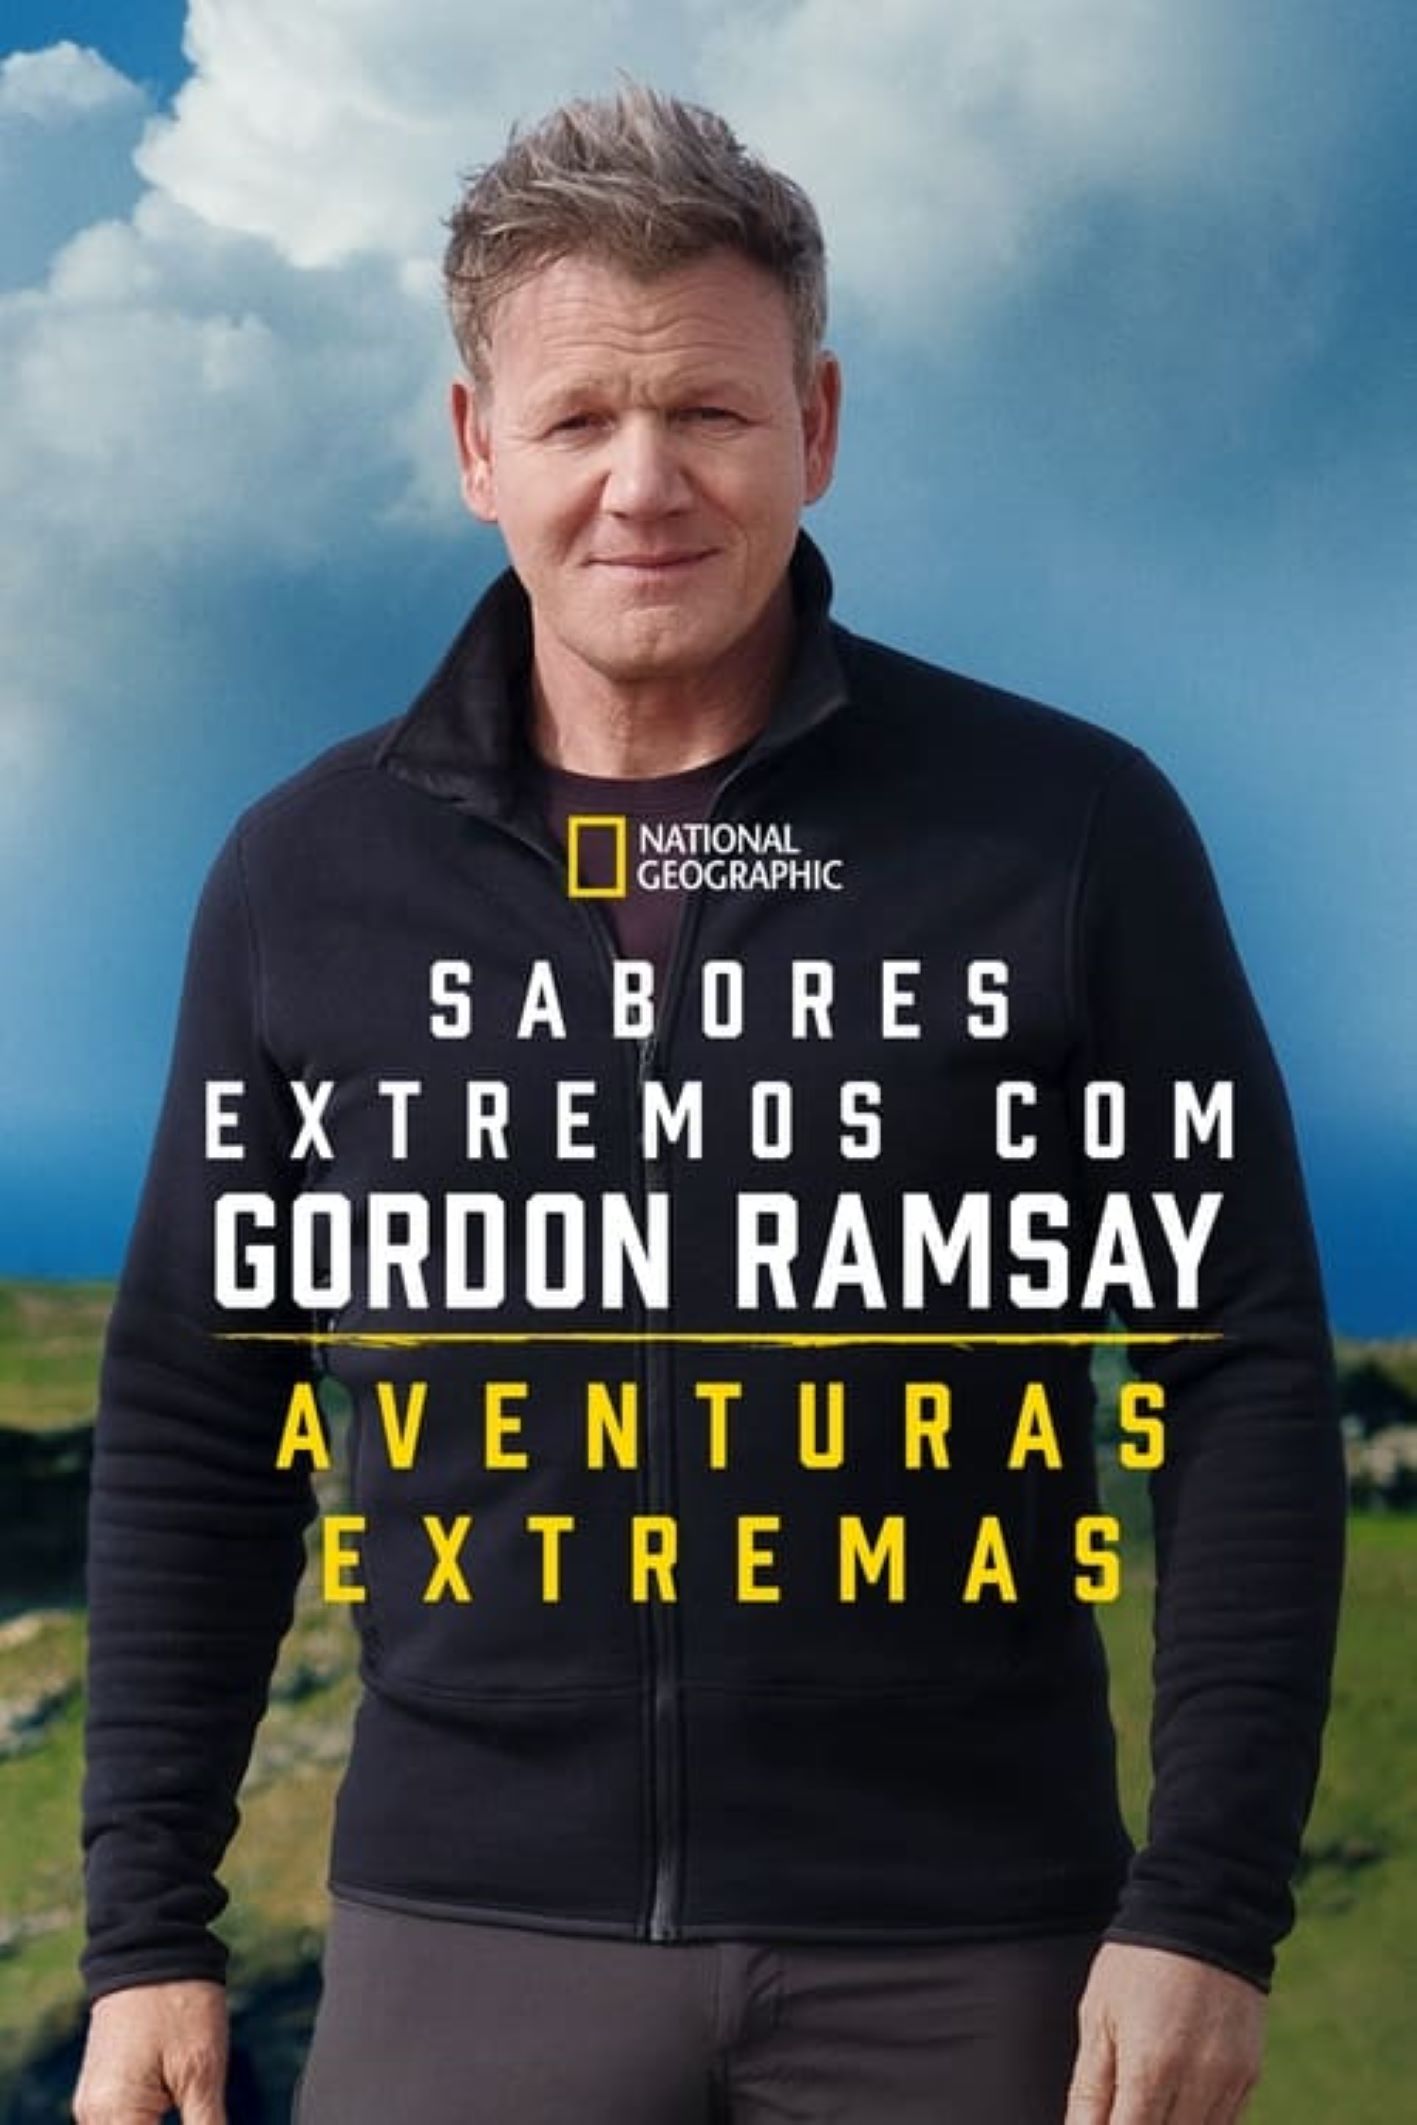 NATIONAL
GEOGRAPHIC
SABORES
EXTREMOS COM
GORDON RAMSAY
AVENTURAS
EXTREMAS